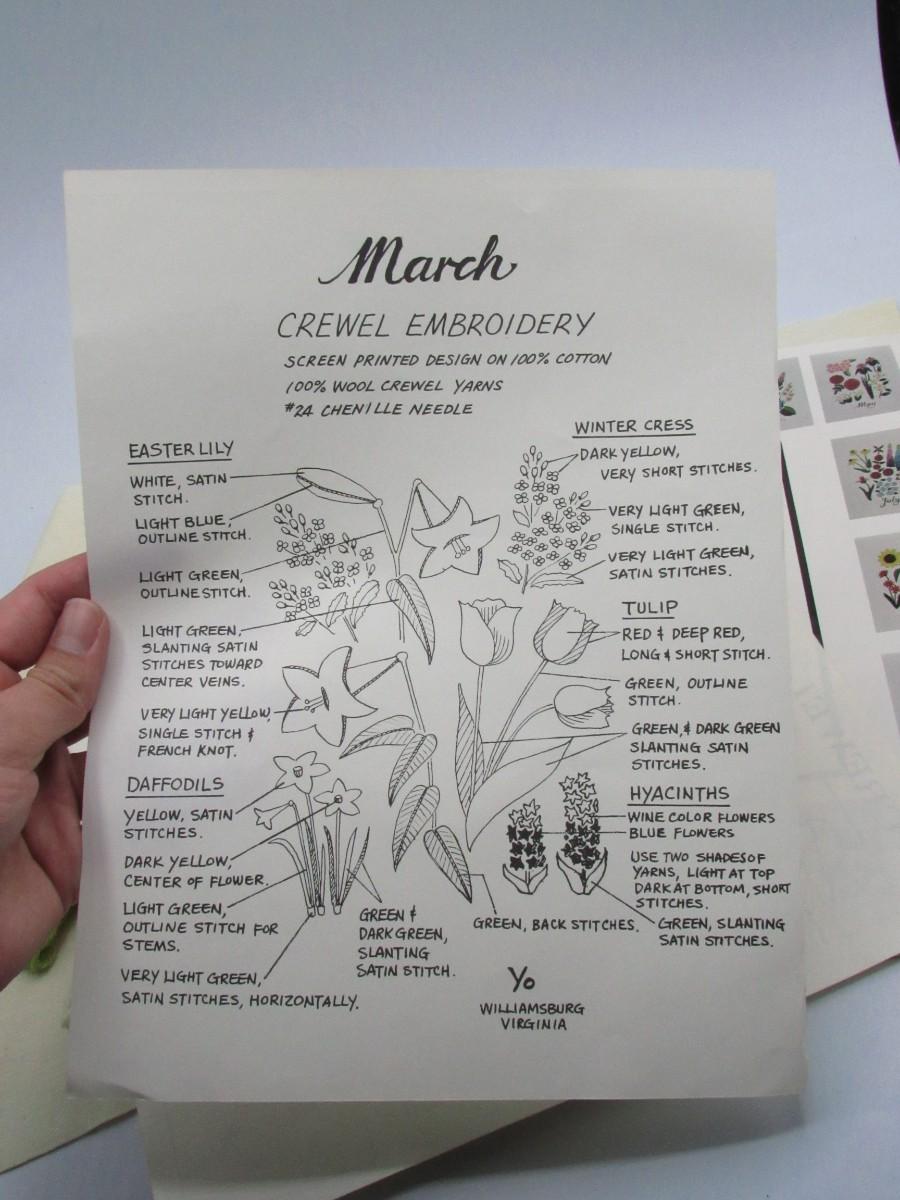 March
CREWEL EMBROIDERY
SCREEN PRINTED DESIGN ON 100% COTTON
100% WOOL CREWEL YARNS
#24 CHENILLE NEEDLE
EASTER LILY
WHITE, SATIN
STITCH.
LIGHT BLUE,
OUTLINE STITCH.
LIGHT GREEN,
OUTLINE STITCH.
LIGHT GREEN,
SLANTING SATIN
STITCHES TOWARD
CENTER VEINS.
VERY LIGHT YELLOW,
SINGLE STITCH &
FRENCH KNOT.
DAFFODILS
YELLOW, SATIN
STITCHES.
DARK YELLOW,
CENTER OF FLOWER.
LIGHT GREEN,
OUTLINE STITCH FOR
STEMS.
VERY LIGHT GREEN,
SATIN STITCHES, HORIZONTALLY.
GREEN &
DARK GREEN,
SLANTING
SATIN STITCH.
WINTER CRESS
DARK YELLOW,
VERY SHORT STITCHES.
VERY LIGHT GREEN,
SINGLE STITCH.
VERY LIGHT GREEN,
SATIN STITCHES.
TULIP
RED & DEEP RED,
LONG & SHORT STITCH.
GREEN, OUTLINE
STITCH.
GREEN, & DARK GREEN
SLANTING SATIN
STITCHES.
HYACINTHS
WINE COLOR FLOWERS
BLUE FLOWERS
USE TWO SHADES OF
YARNS, LIGHT AT TOP
DARK AT BOTTOM, SHORT
STITCHES.
GREEN, SLANTING
SATIN STITCHES.
GREEN, BACK STITCHES.
Yo
WILLIAMSBURG
VIRGINIA
May
July